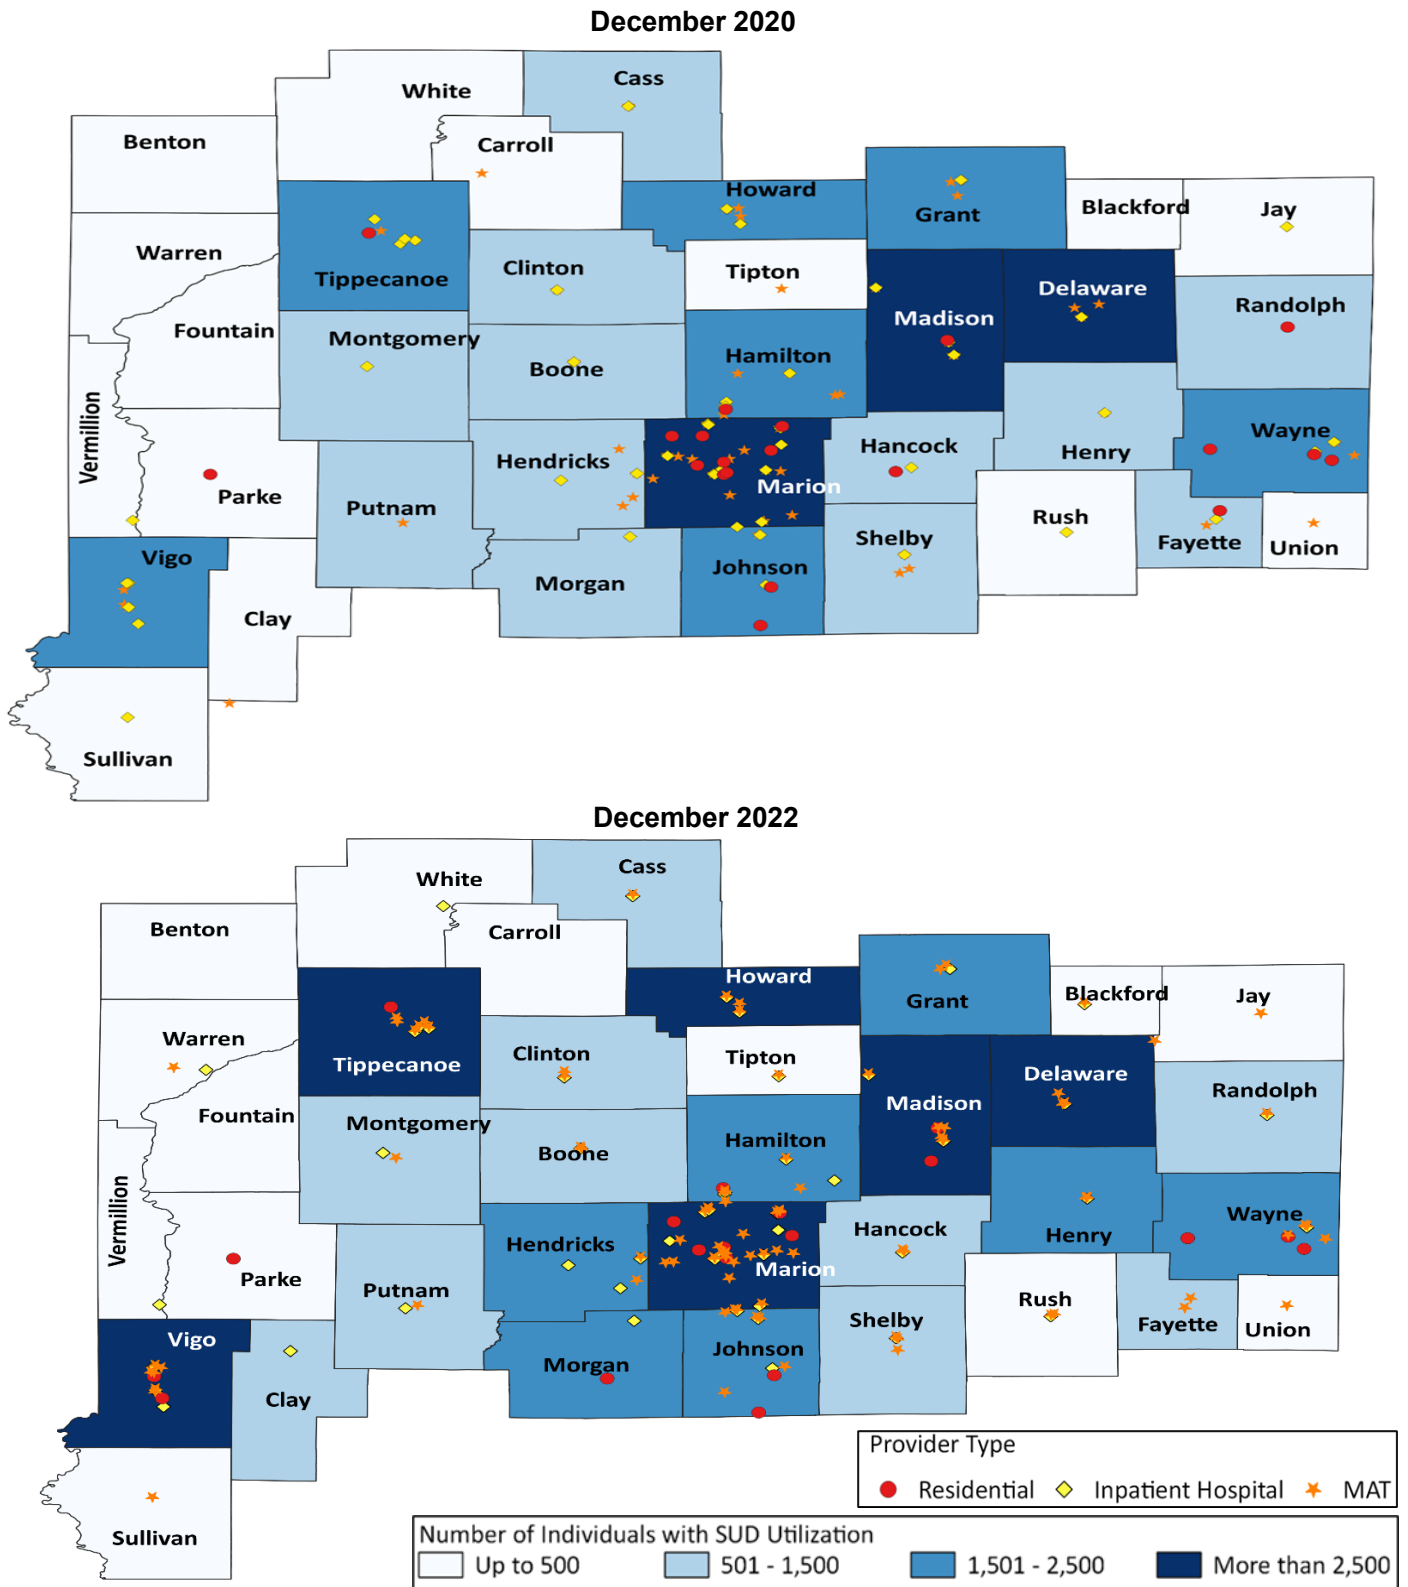 December 2020
White
Cass
Benton
Carroll
Howard
Grant
Blackford
Jay
Warren
Tippecanoe
Clinton
Tipton
Madison
Delaware
Randolph
Fountain
Montgomery
Boone
Hamilton
Vermillion
Parke
Putnam
Hendricks
Marion
Hancock
Henry
Wayne
Vigo
Clay
Morgan
Johnson
Shelby
Rush
Fayette
Union
Sullivan
December 2022
White
Cass
Benton
Carroll
Howard
Grant
Blackford
Jay
Warren
Tippecanoe
Clinton
Tipton
Madison
Delaware
Randolph
Fountain
Montgomery
Boone
Hamilton
Vermillion
Parke
Putnam
Hendricks
Marion
Hancock
Henry
Wayne
Vigo
Clay
Morgan
Johnson
Shelby
Rush
Fayette
Union
Sullivan
Provider Type
Residential Inpatient Hospital MAT
Number of Individuals with SUD Utilization
Up to 500 501 - 1,500 1,501 - 2,500 More than 2,500